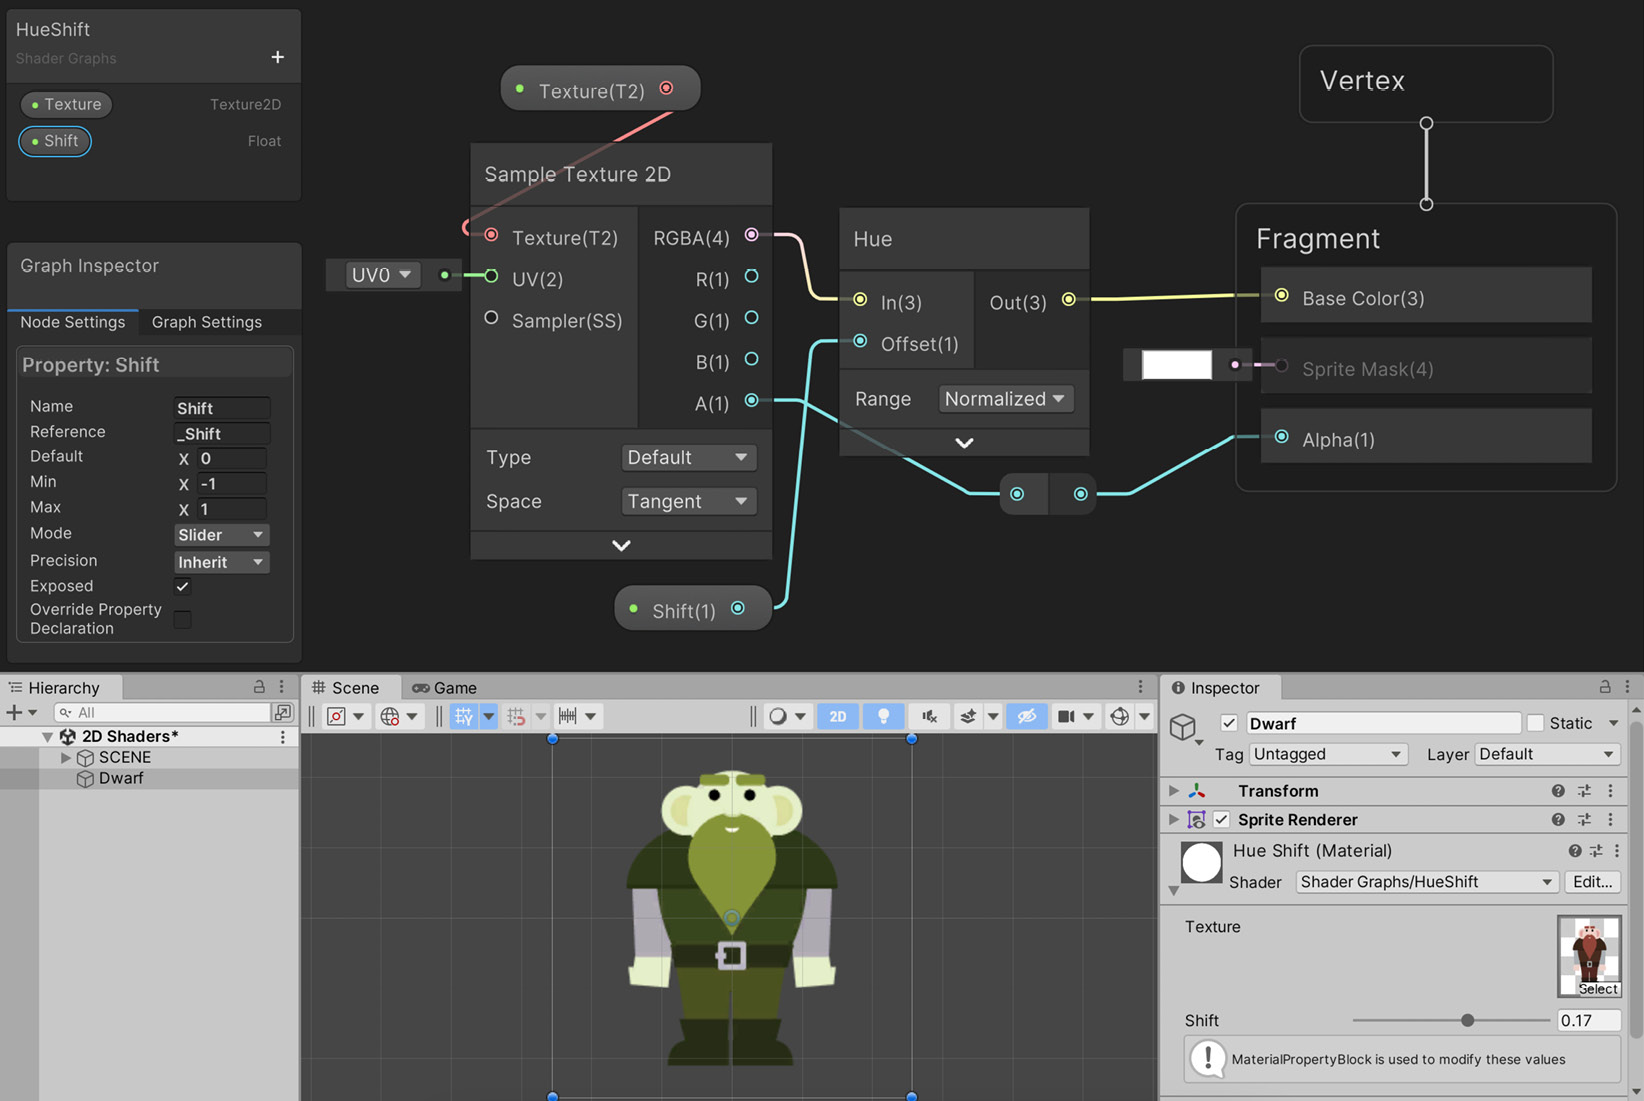 HueShift
Shader Graphs
+
Texture Texture2D
Shift Float
Graph Inspector
Node Settings Graph Settings
Property: Shift
Name Shift
Reference _Shift
Default X 0
Min X -1
Max X 1
Mode Slider
Precision Inherit
Exposed
Override Property
Declaration
Texture(T2)
Sample Texture 2D
Texture(T2) RGBA(4)
UV0 UV(2) R(1)
Sampler(SS) G(1)
B(1)
A(1)
Type Default
Space Tangent
Shift(1)
Hue
In(3) Out(3)
Offset(1)
Range Normalized
Vertex
Fragment
Base Color(3)
Sprite Mask(4)
Alpha(1)
Hierarchy
All
2D Shaders*
SCENE
Dwarf
Scene Game
2D
Inspector
Dwarf Static
Tag Untagged Layer Default
Transform
Sprite Renderer
Hue Shift (Material)
Shader Shader Graphs/HueShift Edit...
Texture
Select
Shift 0.17
MaterialPropertyBlock is used to modify these values